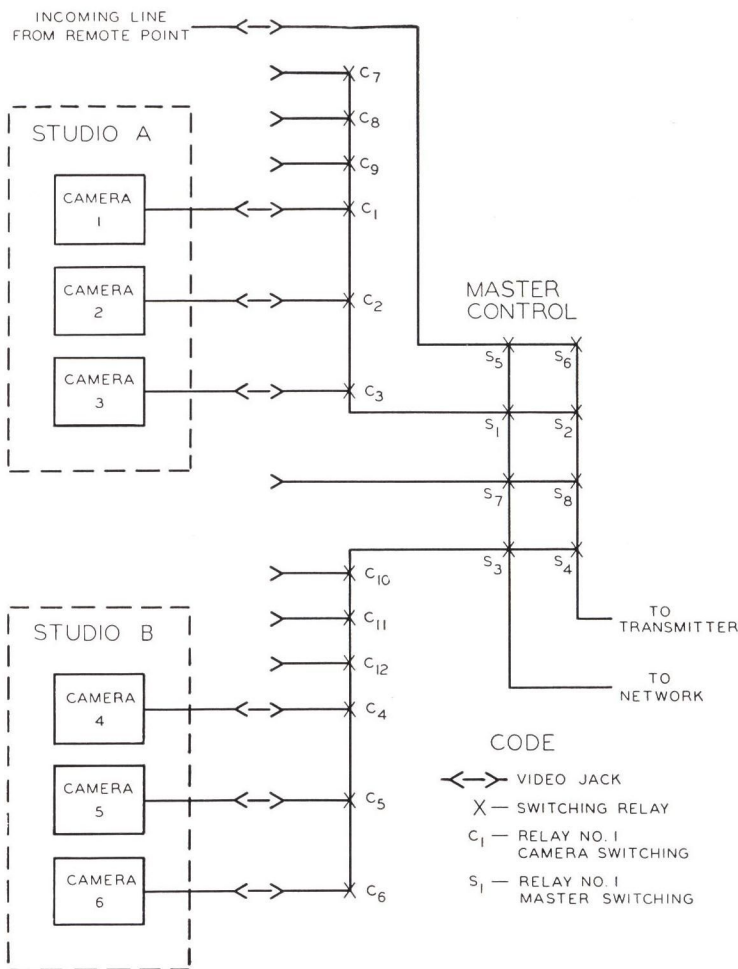 INCOMING LINE
FROM REMOTE POINT
C7
C8
C9
STUDIO A
CAMERA
1
C1
CAMERA
2
C2
CAMERA
3
C3
MASTER
CONTROL
S5
S6
S1
S2
S7
S8
S3
S4
C10
C11
C12
TO
TRANSMITTER
TO
NETWORK
STUDIO B
CAMERA
4
C4
CAMERA
5
C5
CAMERA
6
C6
CODE
VIDEO JACK
X — SWITCHING RELAY
C1 — RELAY NO. 1
CAMERA SWITCHING
S1 — RELAY NO. 1
MASTER SWITCHING